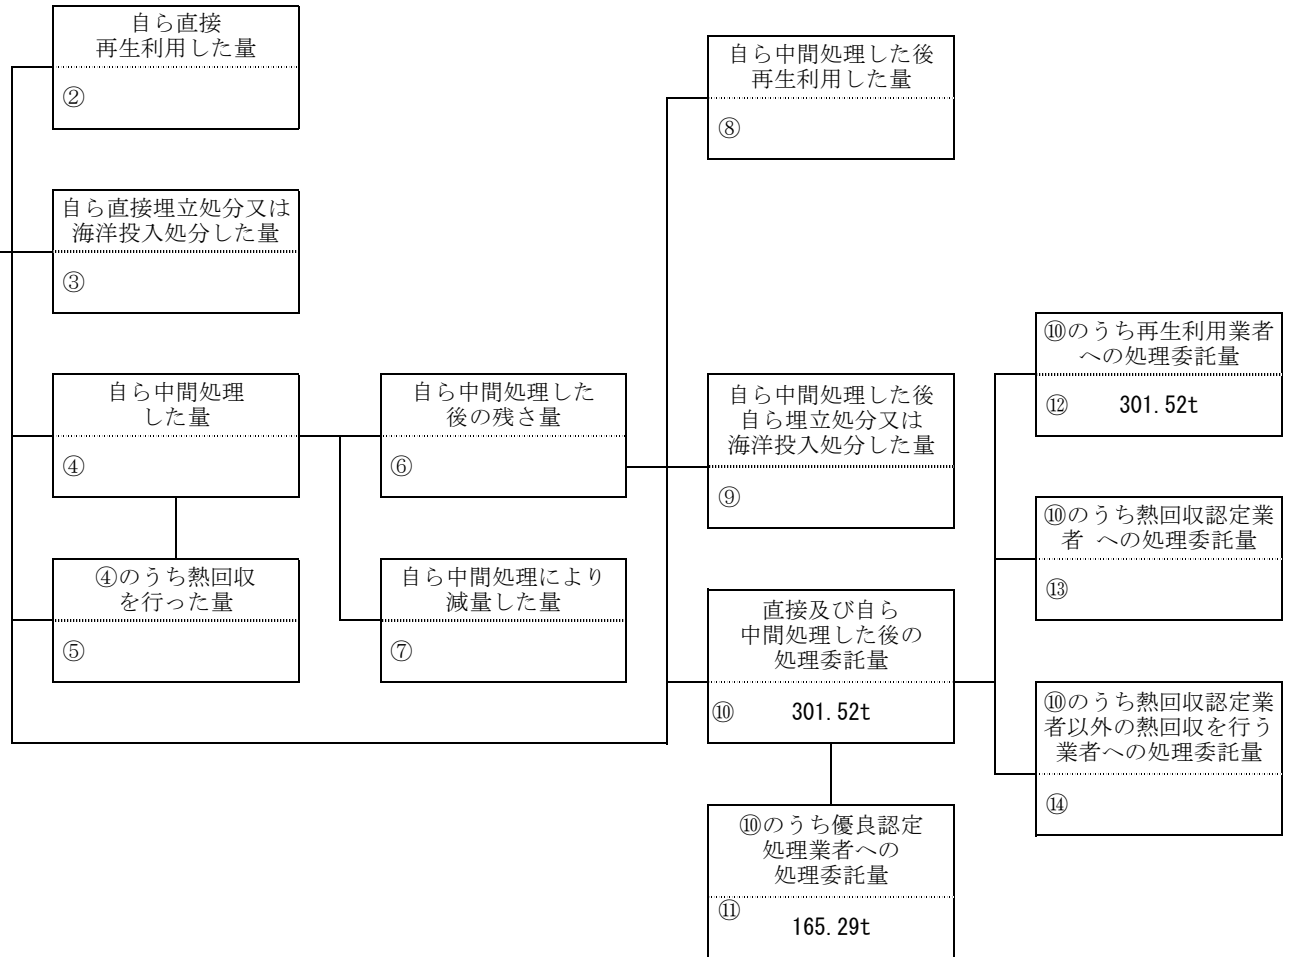 自ら直接
再生利用した量
②
自ら直接埋立処分又は
海洋投入処分した量
③
自ら中間処理
した量
④
④のうち熱回収
を行った量
⑤
自ら中間処理した
後の残さ量
⑥
自ら中間処理により
減量した量
⑦
自ら中間処理した後
再生利用した量
⑧
自ら中間処理した後
自ら埋立処分又は
海洋投入処分した量
⑨
直接及び自ら
中間処理した後の
処理委託量
⑩ 301.52t
⑩のうち優良認定
処理業者への
処理委託量
⑪ 165.29t
⑩のうち再生利用業者
への処理委託量
⑫ 301.52t
⑩のうち熱回収認定業
者 への処理委託量
⑬
⑩のうち熱回収認定業
者以外の熱回収を行う
業者への処理委託量
⑭